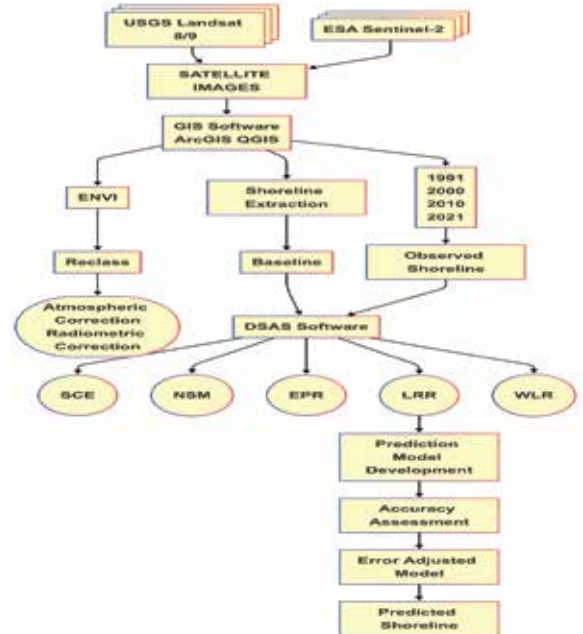 USGS Landsat
8/9
ESA Sentinel-2
SATELLITE
IMAGES
GIS Software
ArcGIS QGIS
ENVI
Shoreline
Extraction
1991
2000
2010
2021
Reclass
Baseline
Observed
Shoreline
Atmospheric
Correction
Radiometric
Correction
DSAS Software
SCE
NSM
EPR
LRR
WLR
Prediction
Model
Development
Accuracy
Assessment
Error Adjusted
Model
Predicted
Shoreline